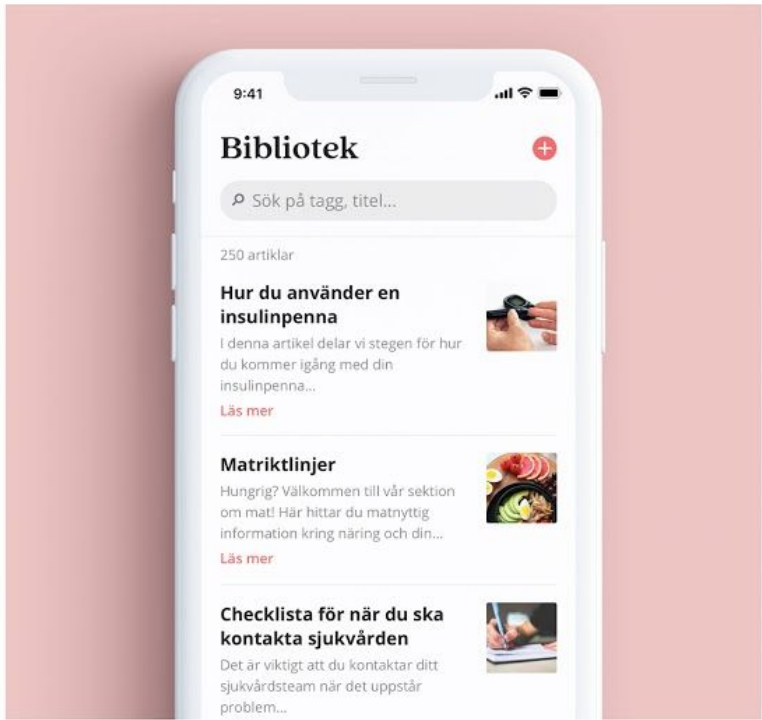 9:41
Bibliotek
Sök på tagg, titel...
250 artiklar
Hur du använder en
insulinpenna
I denna artikel delar vi stegen för hur
du kommer igång med din
insulinpenna...
Läs mer
Matriktlinjer
Hungrig? Välkommen till vår sektion
om mat! Här hittar du matnyttig
information kring näring och din...
Läs mer
Checklista för när du ska
kontakta sjukvården
Det är viktigt att du kontaktar ditt
sjukvårdsteam när det uppstår
problem...